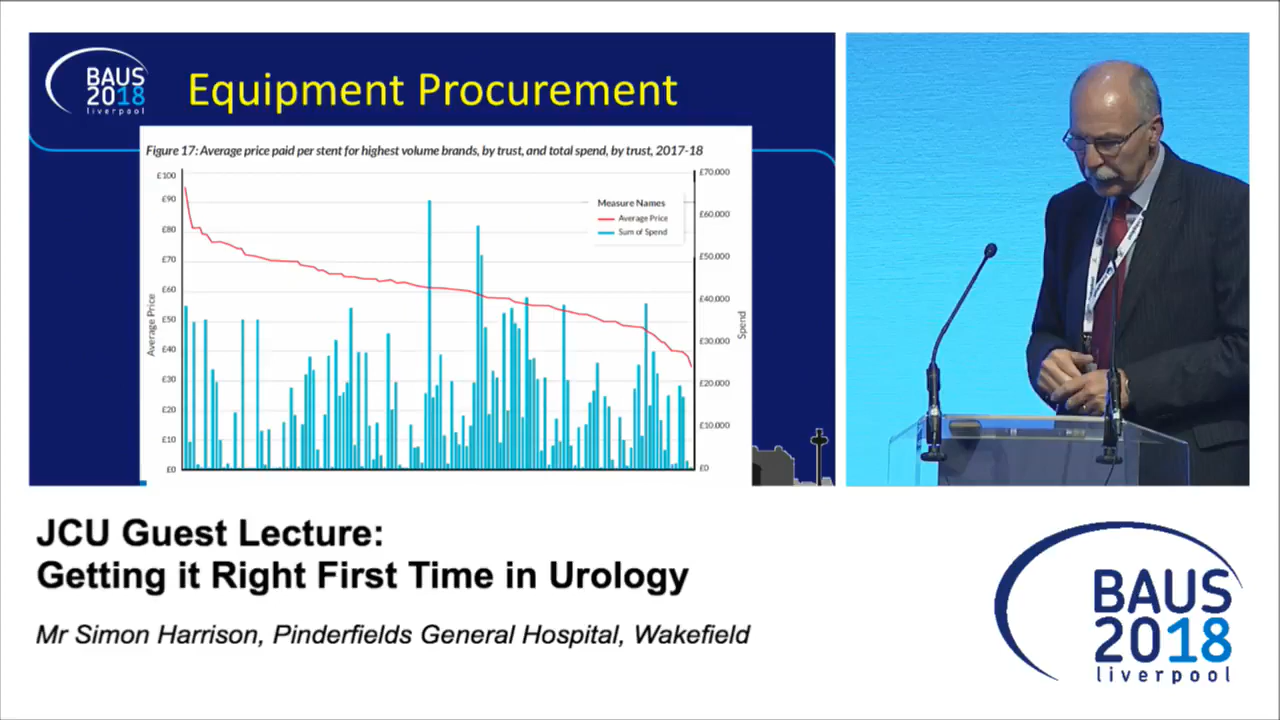 BAUS
2018
liverpool
Equipment Procurement
Figure 17: Average price paid per stent for highest volume brands, by trust, and total spend, by trust, 2017-18
£100
£90
£80
£70
£60
£50
£40
£30
£20
£10
£0
Average Price
Measure Names
Average Price
Sum of Spend
£70,000
£60,000
£50,000
£40,000
£30,000
£20,000
£10,000
£0
Spend
JCU Guest Lecture:
Getting it Right First Time in Urology
Mr Simon Harrison, Pinderfields General Hospital, Wakefield
BAUS
2018
liverpool